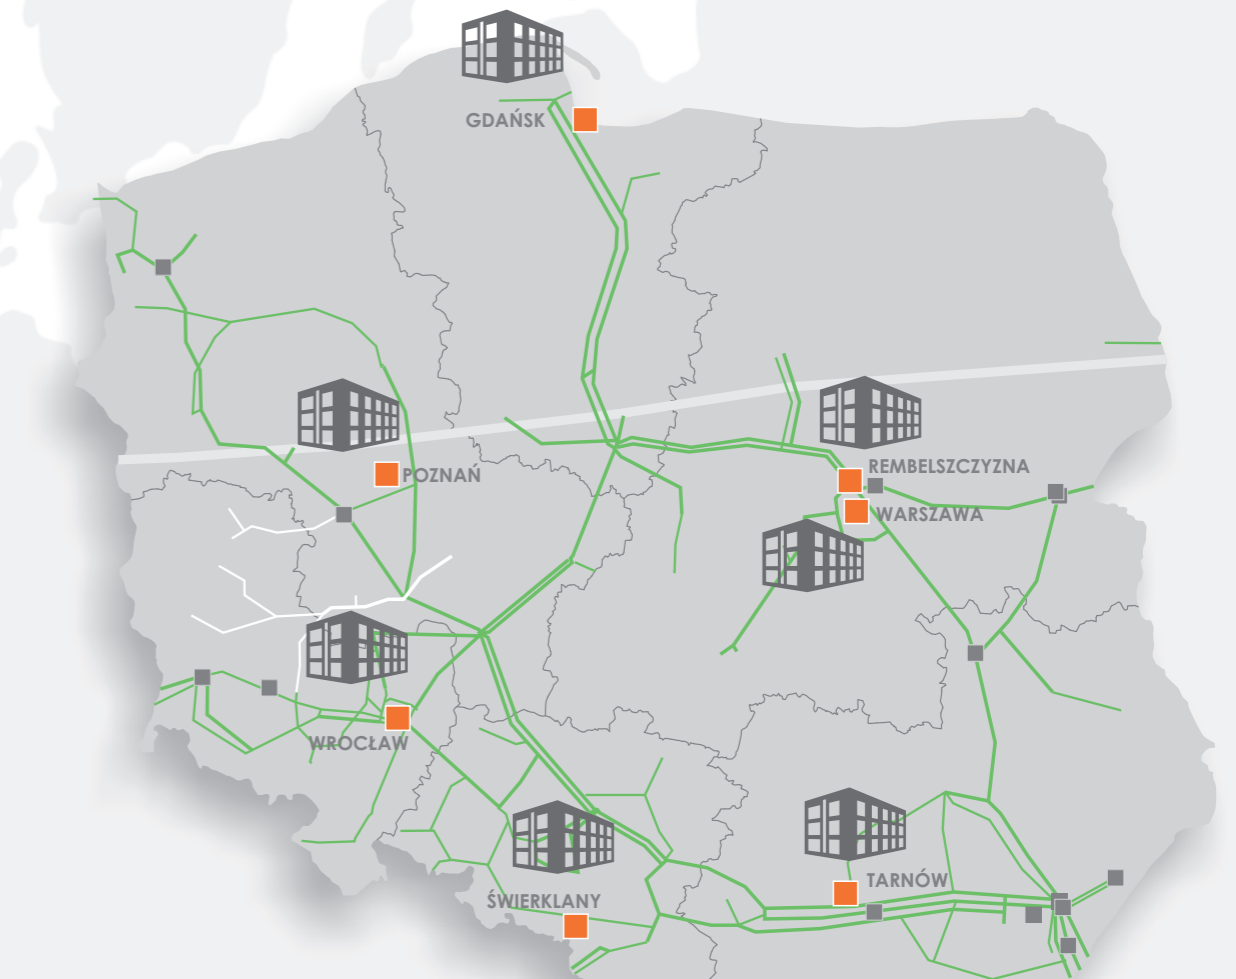 GDAŃSK
POZNAŃ
REMBELSZCZYZNA
WARSZAWA
WROCŁAW
TARNÓW
ŚWIERKLANY